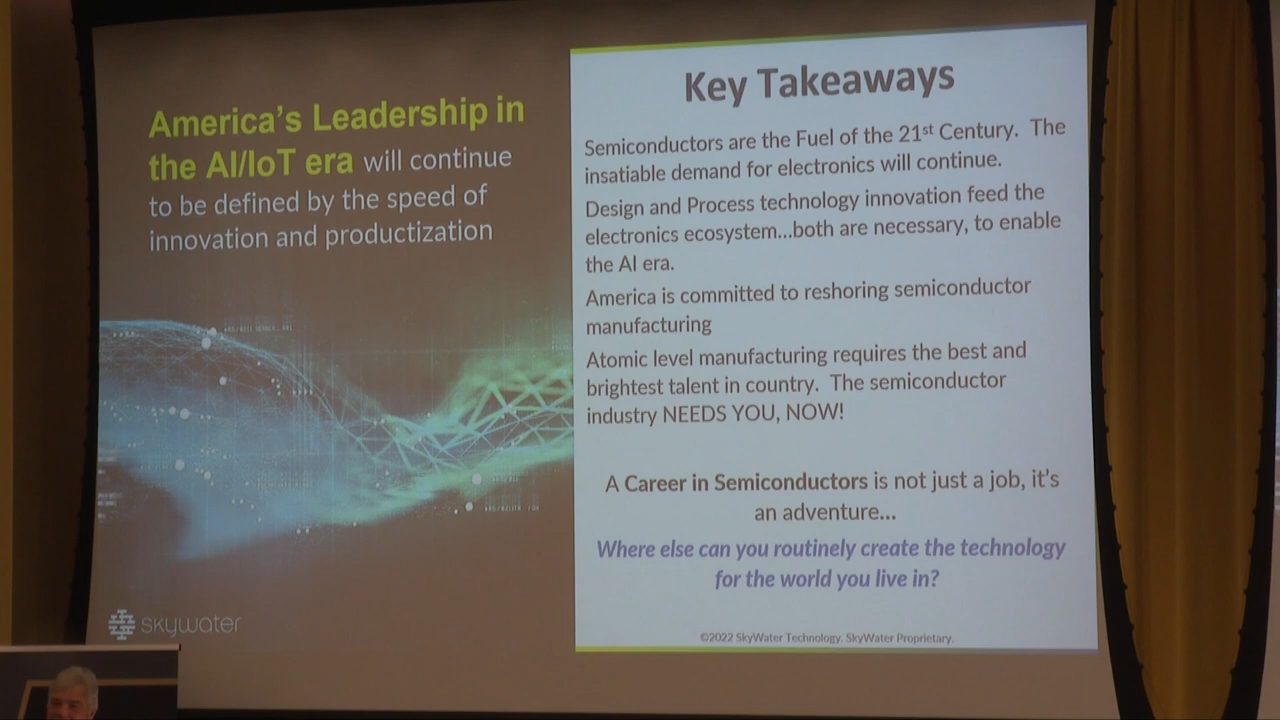 America's Leadership in
the AI/IoT era will continue
to be defined by the speed of
innovation and productization
skywater
Key Takeaways
Semiconductors are the Fuel of the 21st Century. The
insatiable demand for electronics will continue.
Design and Process technology innovation feed the
electronics ecosystem...both are necessary, to enable
the AI era.
America is committed to reshoring semiconductor
manufacturing
Atomic level manufacturing requires the best and
brightest talent in country. The semiconductor
industry NEEDS YOU, NOW!
A Career in Semiconductors is not just a job, it's
an adventure...
Where else can you routinely create the technology
for the world you live in?
©2022 SkyWater Technology. SkyWater Proprietary.